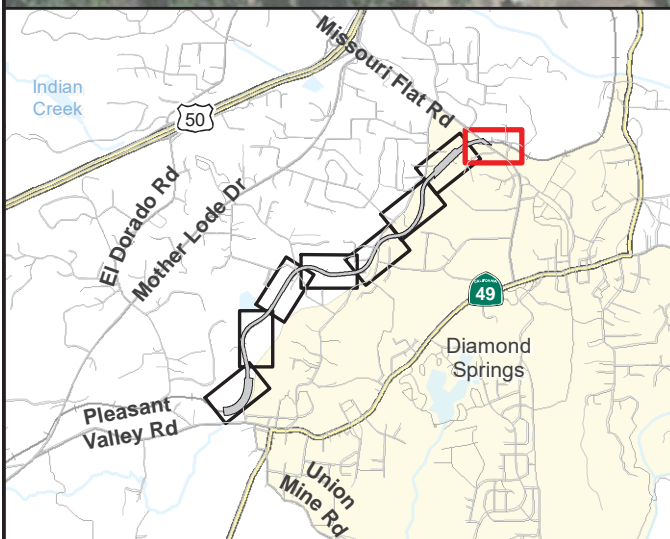 Missouri Flat Rd
Indian
Creek
50
El Dorado Rd
Mother Lode Dr
CALIFORNIA
49
Diamond
Springs
Pleasant
Valley Rd
Union
Mine Rd